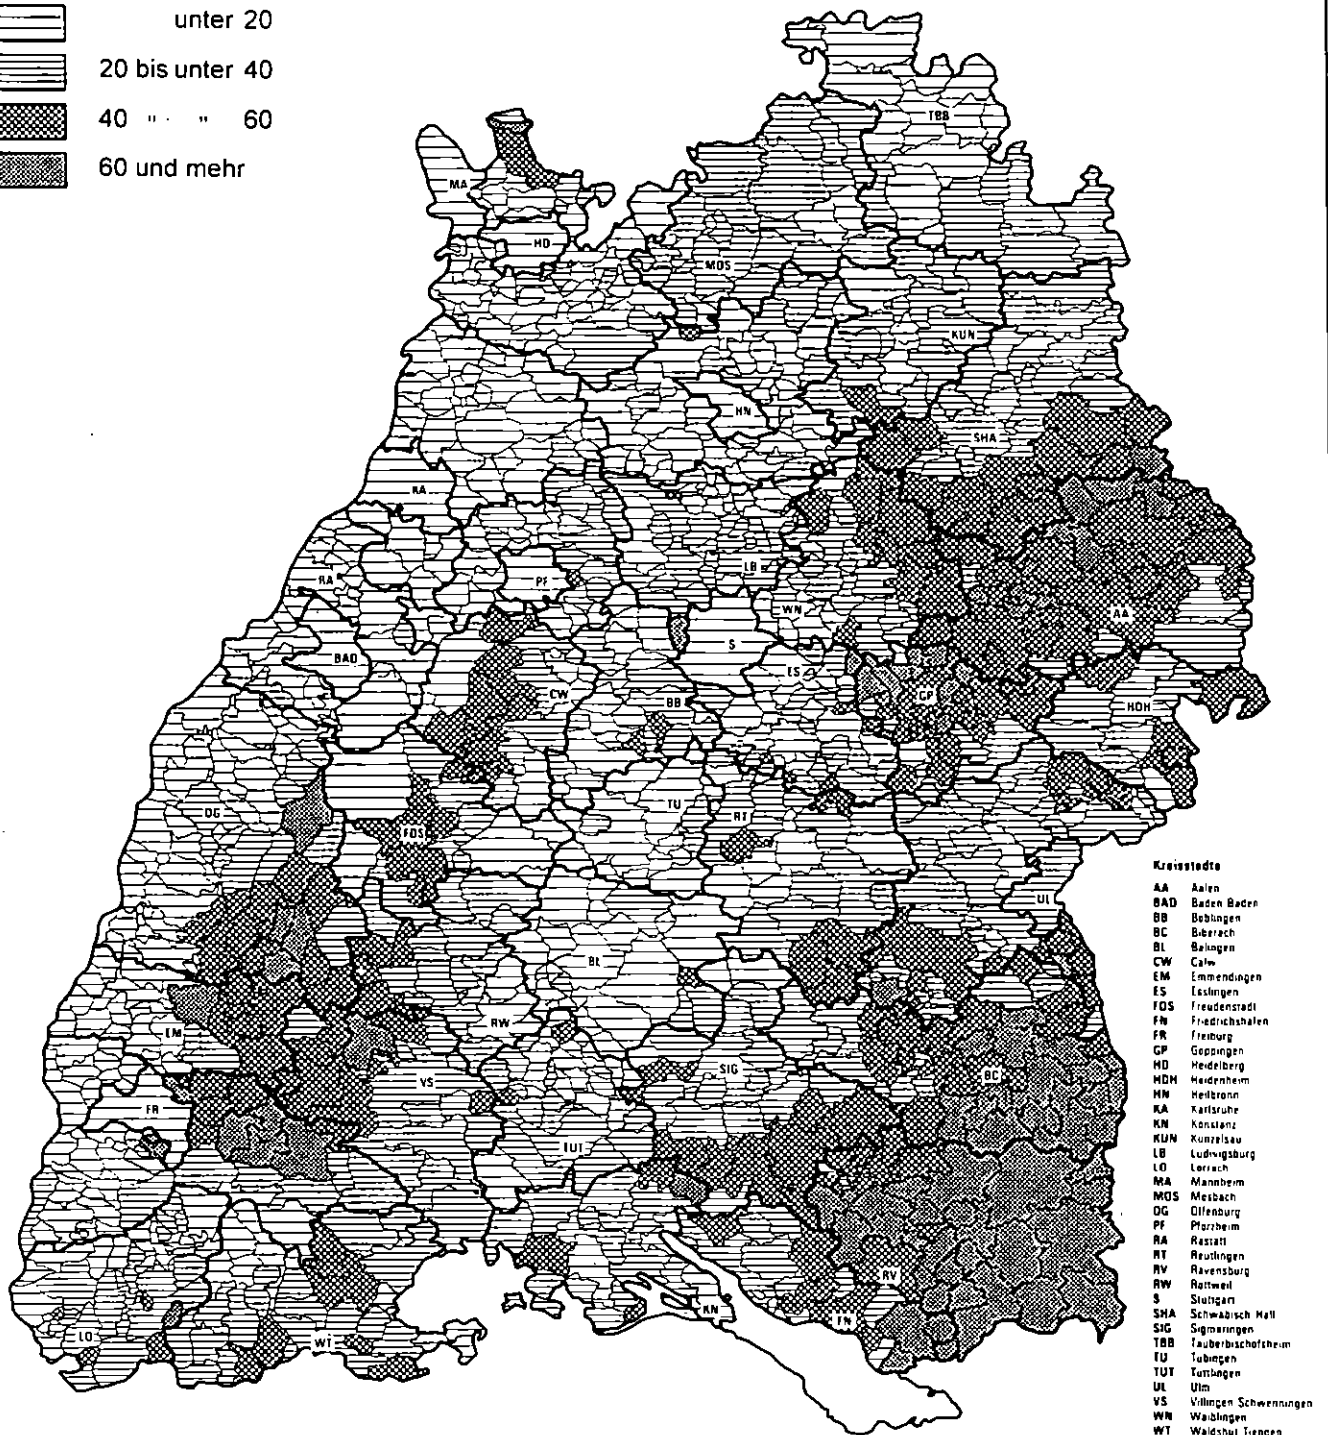 unter 20
20 bis unter 40
40 " " 60
60 und mehr
TBB
MA
HD
MOS
KUN
HN
SHA
KA
LB
PF
RA
WN
AA
S
BAD
ES
CW
GP
BB
HDH
TU
OG
RT
FDS
UL
BL
RW
EM
SIG
BC
VS
FR
TUT
RV
KN
FN
LO
WT
Kreisstädte
AA Aalen
BAD Baden Baden
BB Böblingen
BC Biberach
BL Balingen
CW Calw
EM Emmendingen
ES Esslingen
FDS Freudenstadt
FN Friedrichshafen
FR Freiburg
GP Göppingen
HD Heidelberg
HDH Heidenheim
HN Heilbronn
KA Karlsruhe
KN Konstanz
KUN Kunzelsau
LB Ludwigsburg
LO Lorrach
MA Mannheim
MOS Mosbach
OG Offenburg
PF Pforzheim
RA Rastatt
RT Reutlingen
RV Ravensburg
RW Rottweil
S Stuttgart
SHA Schwabisch Hall
SIG Sigmaringen
TBB Tauberbischofsheim
TU Tubingen
TUT Tuttlingen
UL Ulm
VS Villingen Schwenningen
WN Waiblingen
WT Waldshut Tiengen